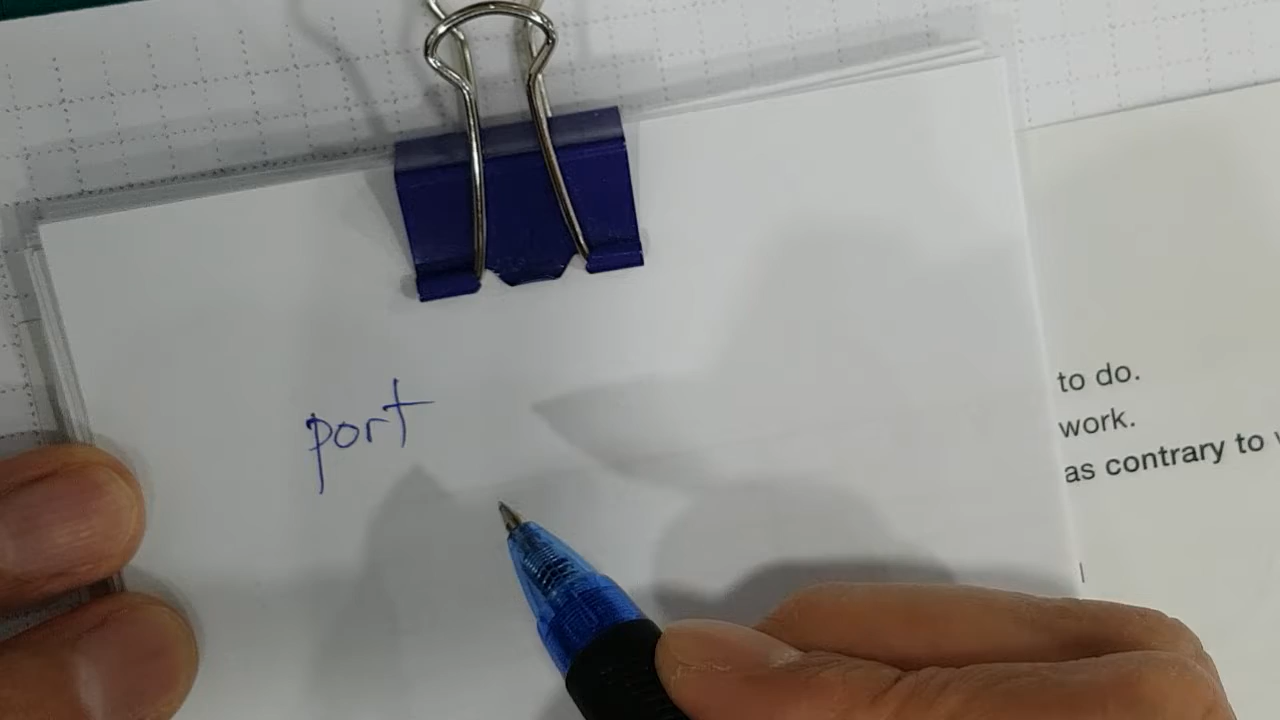 port
to do.
work.
as contrary to